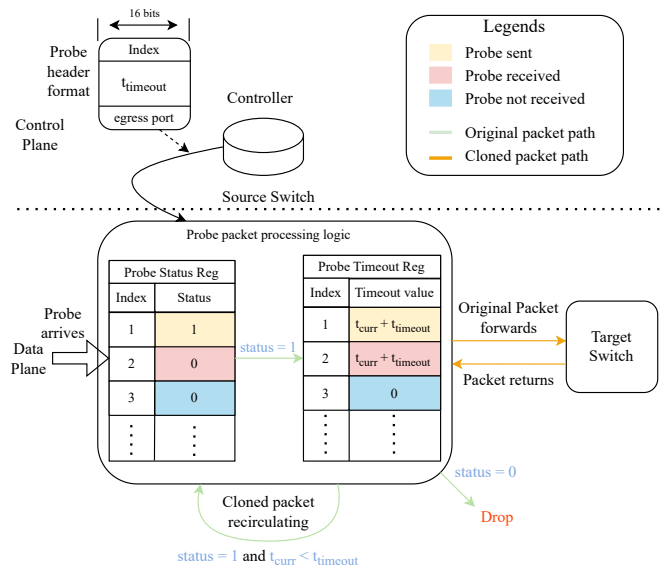 16 bits
Probe
header
format
Index
t_timeout
egress port
Legends
Probe sent
Probe received
Probe not received
Original packet path
Cloned packet path
Controller
Control
Plane
Source Switch
Probe packet processing logic
Probe Status Reg
Index Status
1 1
2 0
3 0
Probe Timeout Reg
Index Timeout value
1 t_curr + t_timeout
2 t_curr + t_timeout
3 0
Probe
arrives
Data
Plane
status = 1
Original Packet
forwards
Packet returns
Target
Switch
status = 0
Drop
Cloned packet
recirculating
status = 1 and t_curr < t_timeout